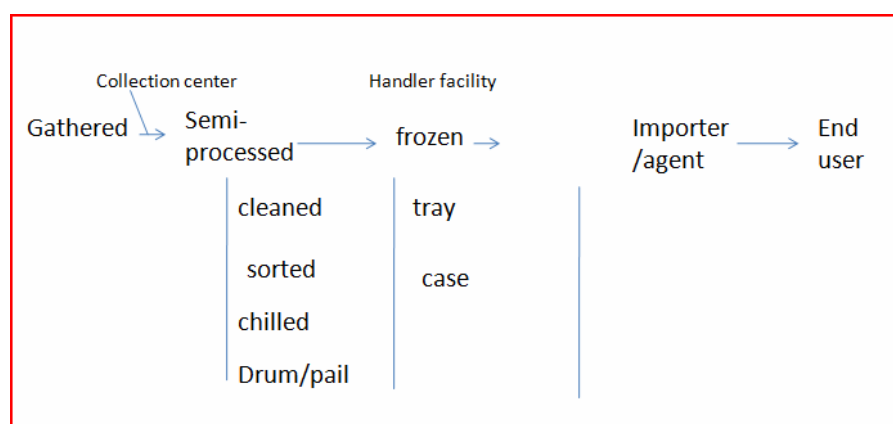 Collection center
Handler facility
Gathered
Semi-
processed
frozen
Importer
/agent
End
user
cleaned
tray
sorted
case
chilled
Drum/pail